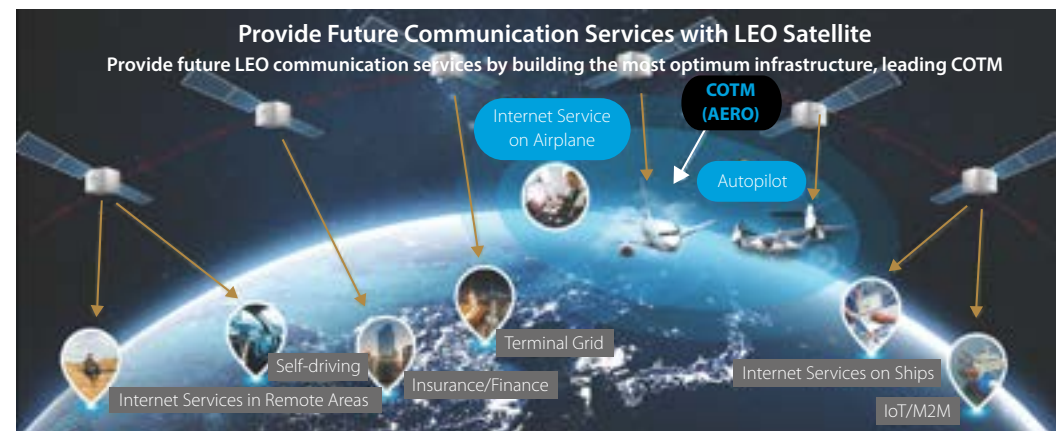 Provide Future Communication Services with LEO Satellite
Provide future LEO communication services by building the most optimum infrastructure, leading COTM
COTM
(AERO)
Internet Service
on Airplane
Autopilot
Terminal Grid
Self-driving
Internet Services on Ships
Insurance/Finance
Internet Services in Remote Areas
IoT/M2M